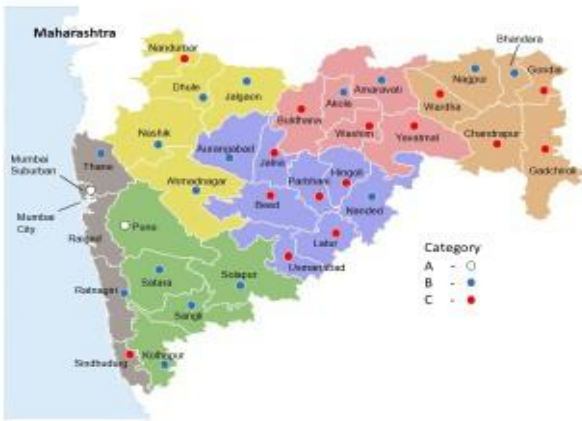 Maharashtra
Bhandara
Nandurbar
Nagpur
Gondia
Dhule
Jalgaon
Amaravati
Akola
Buldhana
Wardha
Nashik
Washim
Yavatmal
Chandrapur
Aurangabad
Mumbai
Suburban
Thane
Jalna
Hingoli
Gadchiroli
Ahmadnagar
Parbhani
Mumbai
City
Beed
Nanded
Pune
Raigad
Latur
Usmanabad
Category
A - 
B - 
C - 
Solapur
Satara
Ratnagiri
Sangli
Sindhudurg
Kolhapur